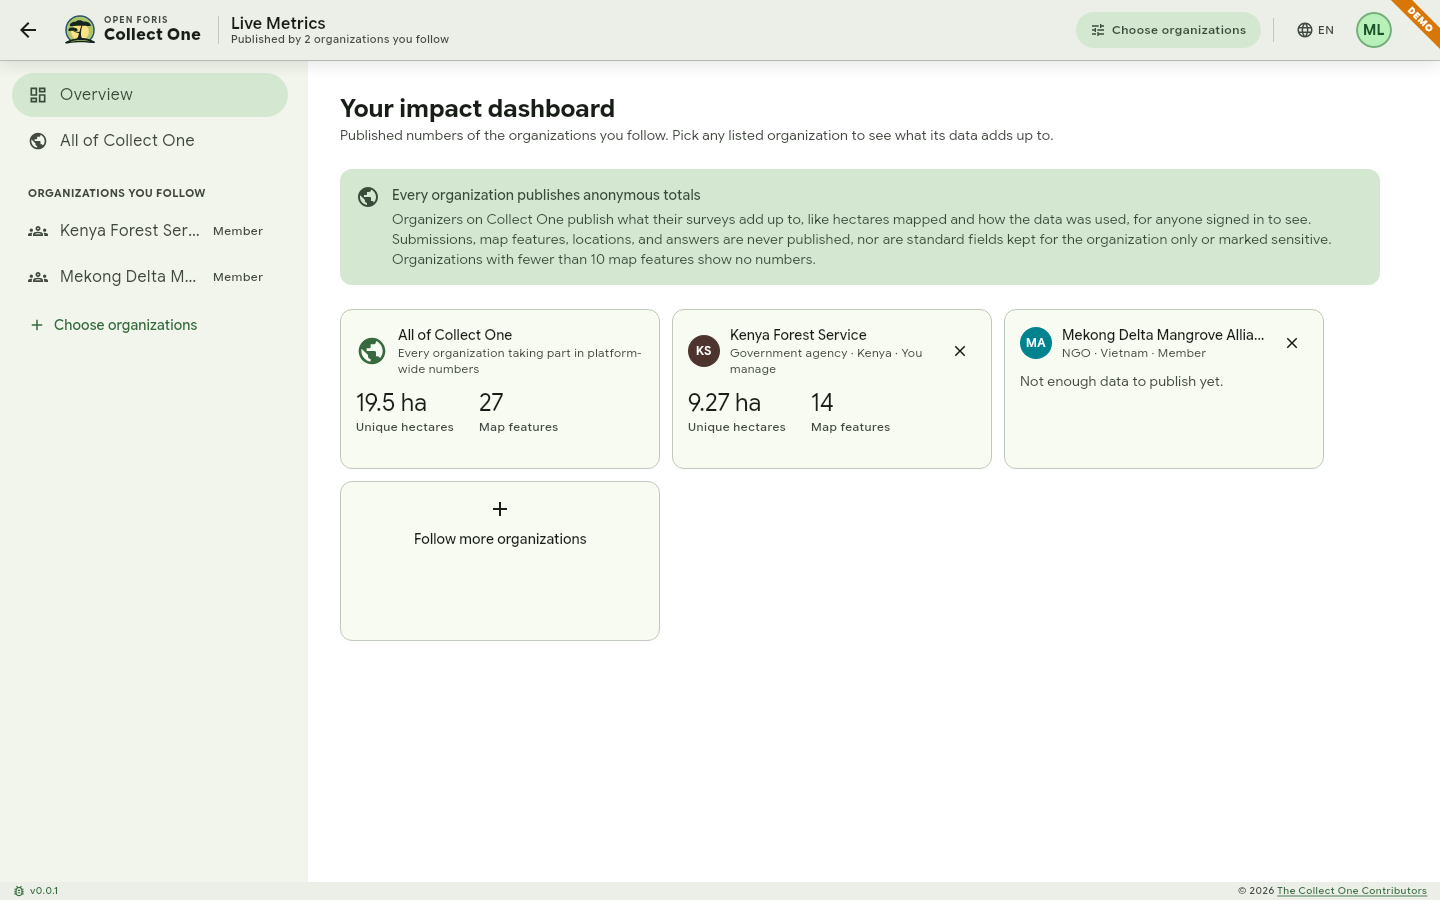 OPEN FORIS
Collect One
Live Metrics
Published by 2 organizations you follow
Choose organizations
EN
ML
DEMO
Overview
All of Collect One
ORGANIZATIONS YOU FOLLOW
Kenya Forest Ser... Member
Mekong Delta M... Member
Choose organizations
Your impact dashboard
Published numbers of the organizations you follow. Pick any listed organization to see what its data adds up to.
Every organization publishes anonymous totals
Organizers on Collect One publish what their surveys add up to, like hectares mapped and how the data was used, for anyone signed in to see.
Submissions, map features, locations, and answers are never published, nor are standard fields kept for the organization only or marked sensitive.
Organizations with fewer than 10 map features show no numbers.
All of Collect One
Every organization taking part in platform-
wide numbers
19.5 ha 27
Unique hectares Map features
KS
Kenya Forest Service
Government agency · Kenya · You
manage
9.27 ha 14
Unique hectares Map features
MA
Mekong Delta Mangrove Allia...
NGO · Vietnam · Member
Not enough data to publish yet.
Follow more organizations
v0.0.1
© 2026 The Collect One Contributors